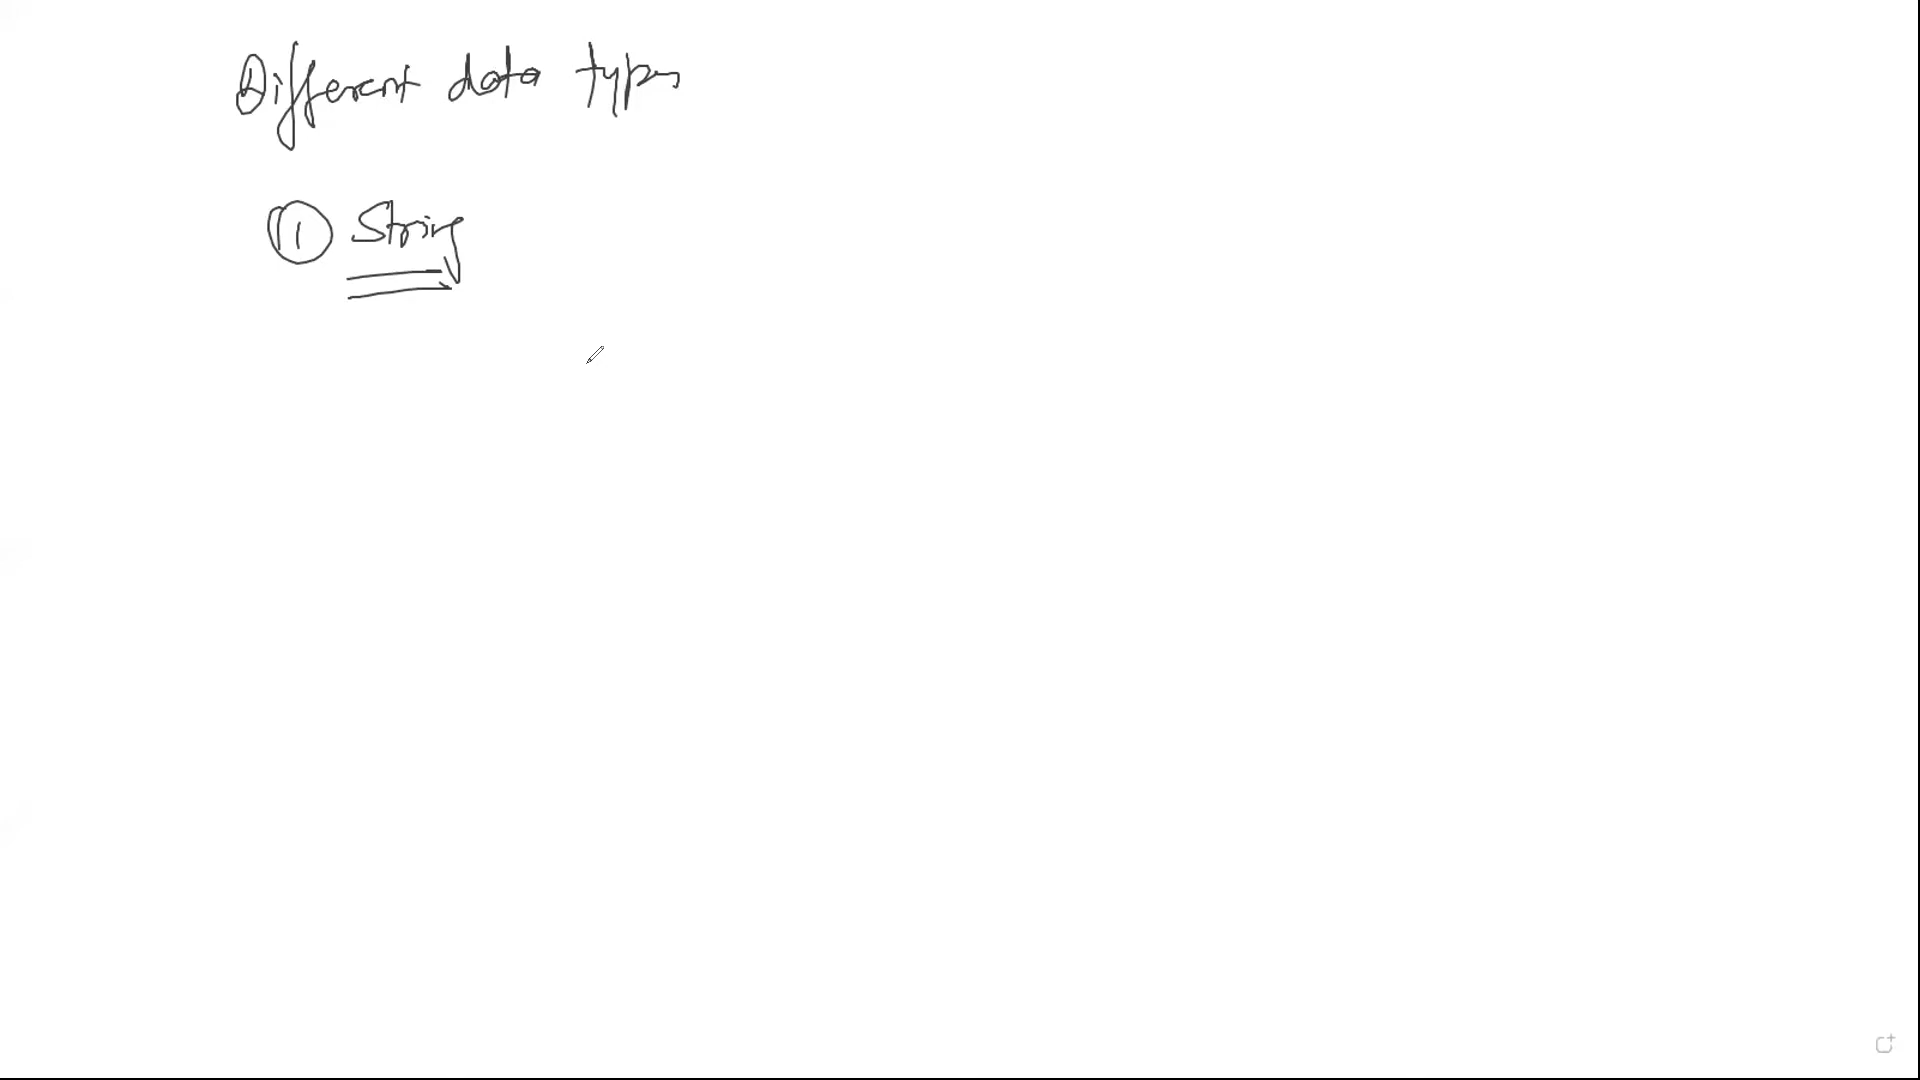 Different data types
① String